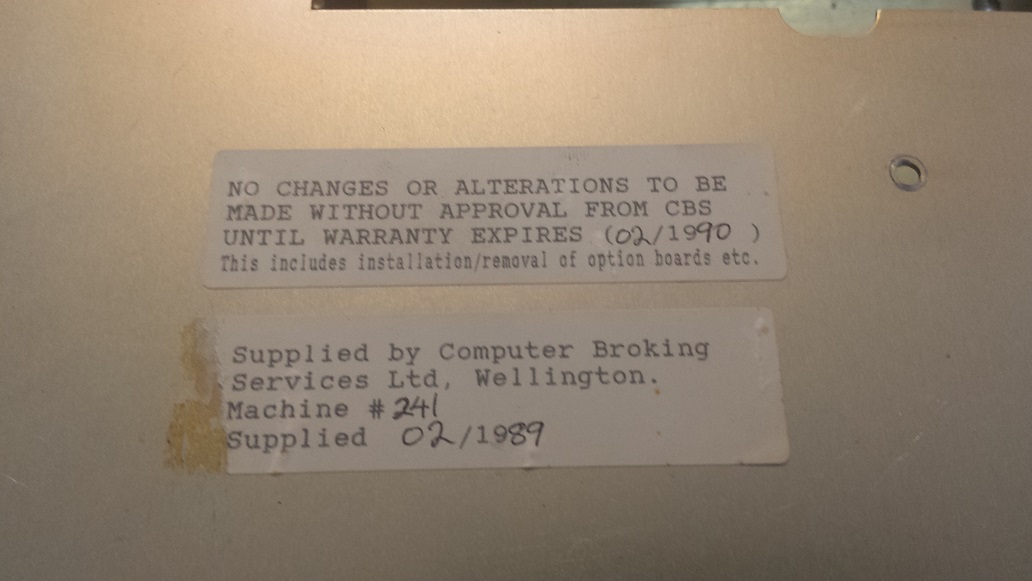 NO CHANGES OR ALTERATIONS TO BE
MADE WITHOUT APPROVAL FROM CBS
UNTIL WARRANTY EXPIRES (02/1990 )
This includes installation/removal of option boards etc.
Supplied by Computer Broking
Services Ltd, Wellington.
Machine #241
Supplied 02/1989